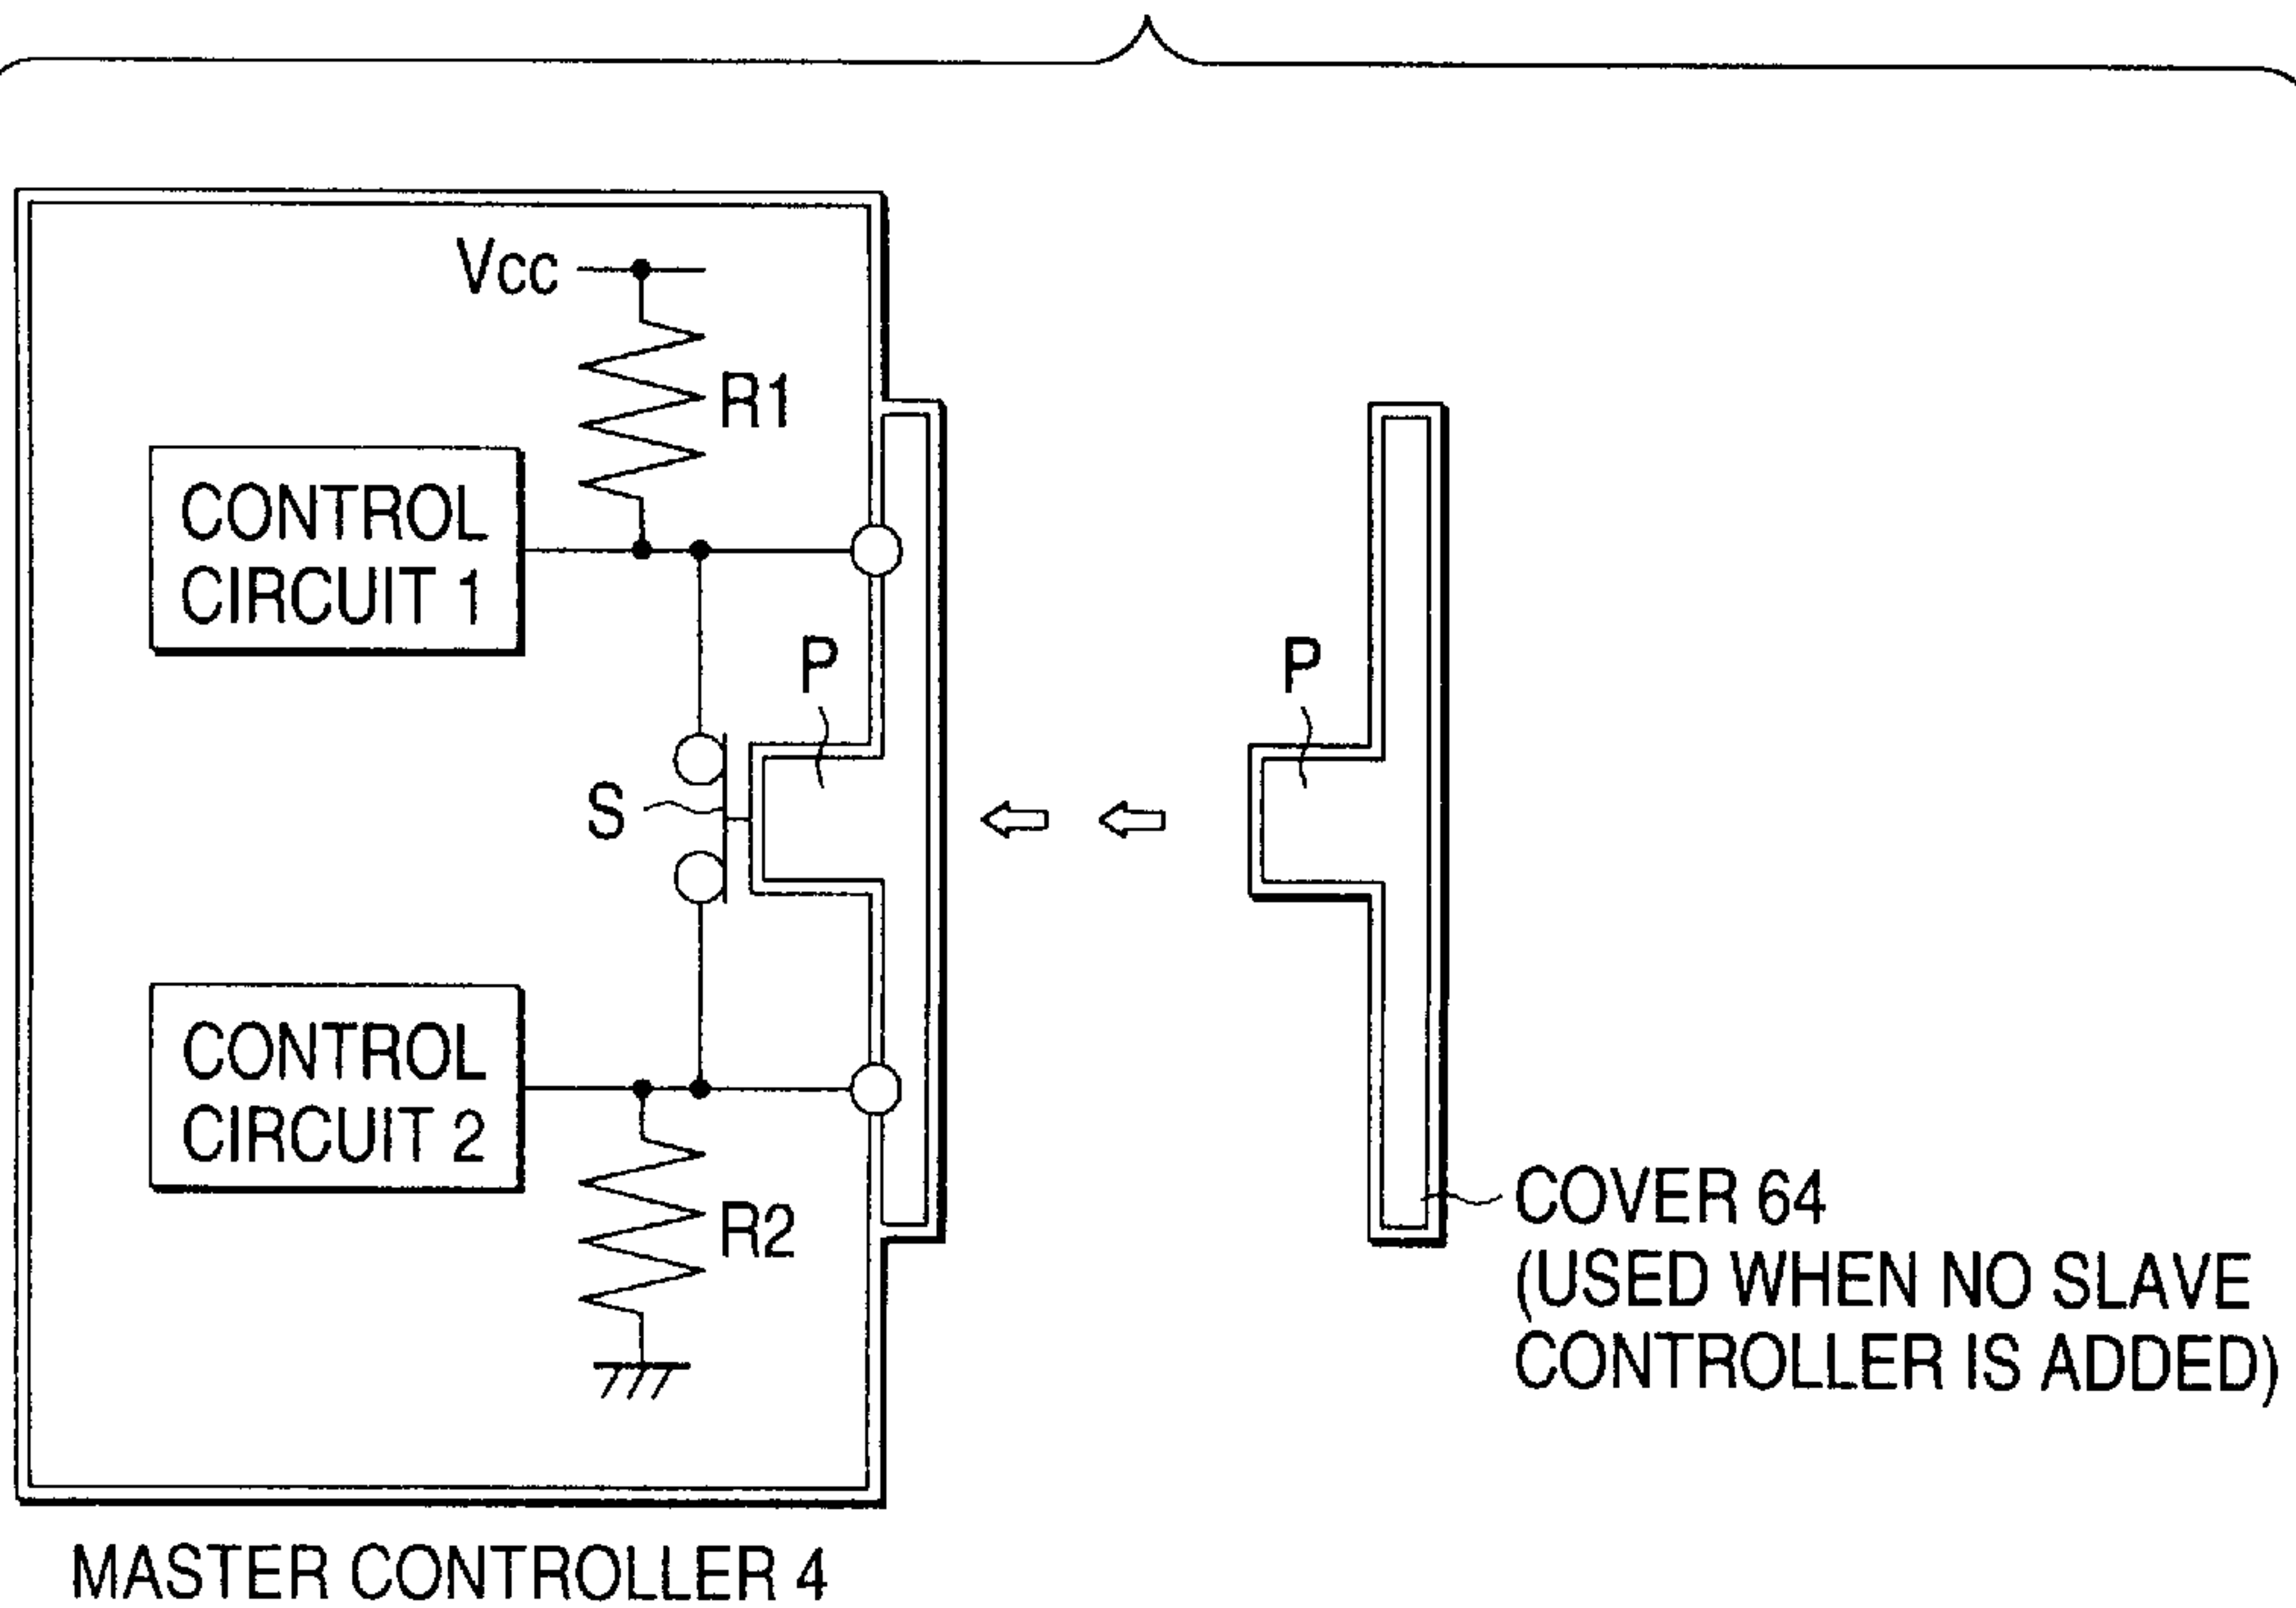 Vcc
R1
CONTROL
CIRCUIT 1
P
P
S
CONTROL
CIRCUIT 2
R2
COVER 64
(USED WHEN NO SLAVE
CONTROLLER IS ADDED)
MASTER CONTROLLER 4